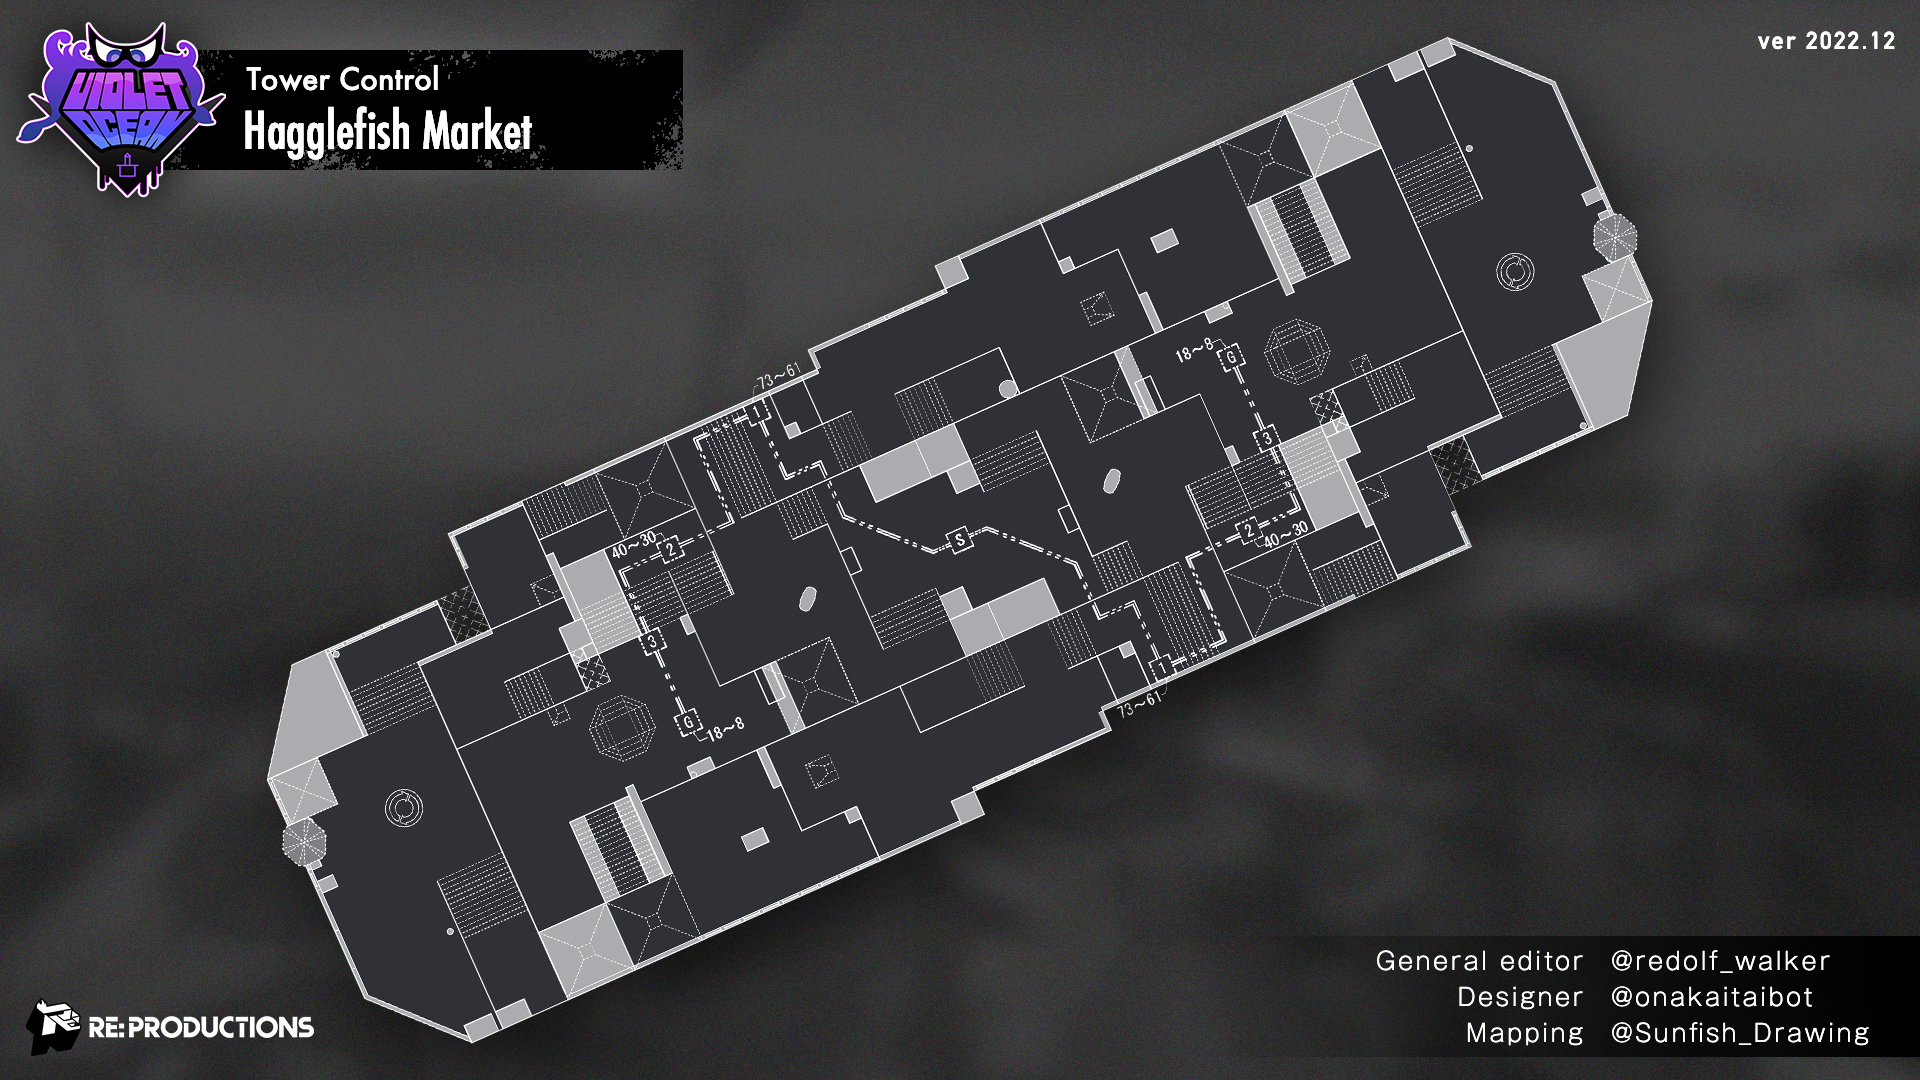 VIOLET
OCEAN
Tower Control
Hagglefish Market
ver 2022.12
73～61
1
40～30
2
3
G
18～8
S
18～8
G
3
2
40～30
1
73～61
RE:PRODUCTIONS
General editor @redolf_walker
Designer @onakaitaibot
Mapping @Sunfish_Drawing